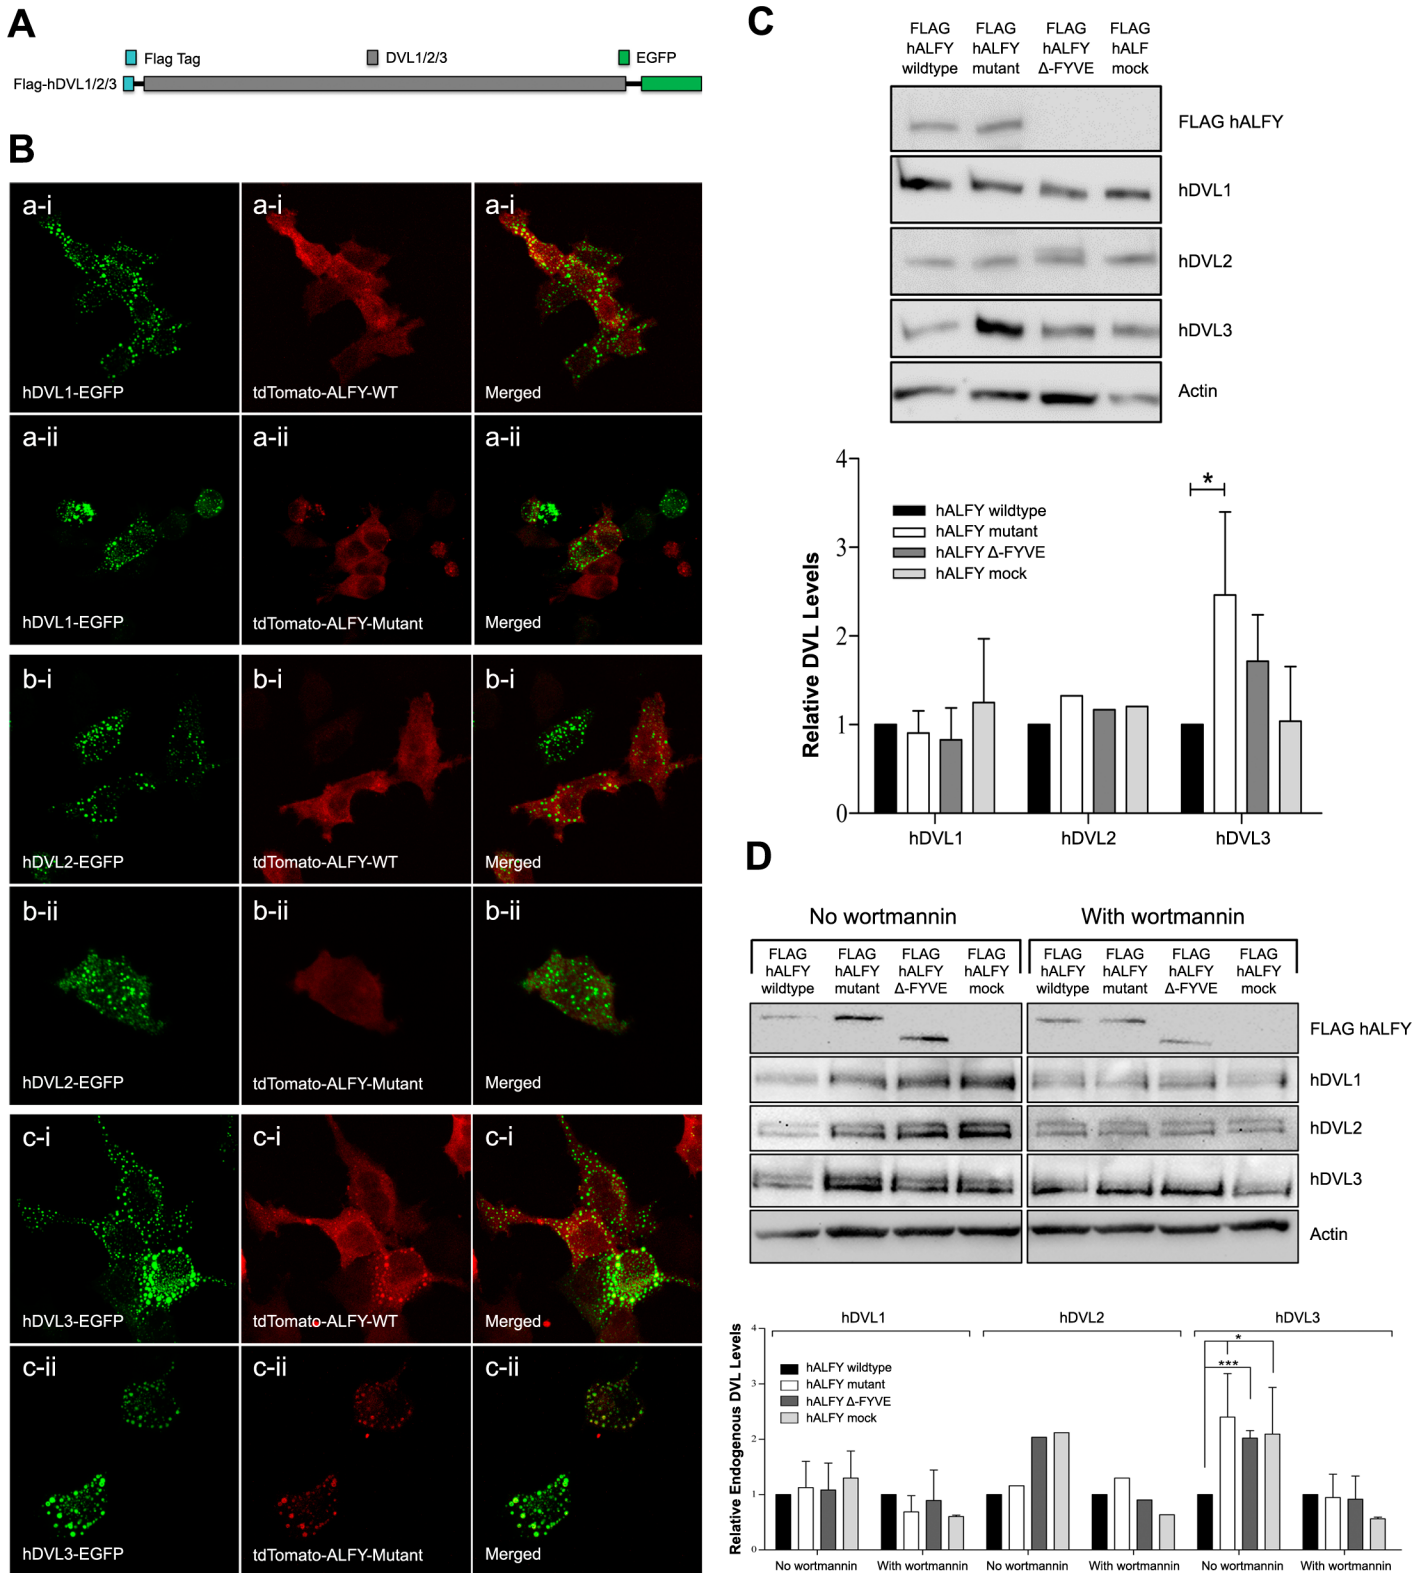 A
Flag Tag
DVL1/2/3
EGFP
Flag-hDVL1/2/3
B
a-i
a-i
a-i
hDVL1-EGFP
tdTomato-ALFY-WT
Merged
a-ii
a-ii
a-ii
hDVL1-EGFP
tdTomato-ALFY-Mutant
Merged
b-i
b-i
b-i
hDVL2-EGFP
tdTomato-ALFY-WT
Merged
b-ii
b-ii
b-ii
hDVL2-EGFP
tdTomato-ALFY-Mutant
Merged
c-i
c-i
c-i
hDVL3-EGFP
tdTomato-ALFY-WT
Merged
c-ii
c-ii
c-ii
hDVL3-EGFP
tdTomato-ALFY-Mutant
Merged
C
FLAG hALFY wildtype
FLAG hALFY mutant
FLAG hALFY Δ-FYVE
FLAG hALF mock
FLAG hALFY
hDVL1
hDVL2
hDVL3
Actin
Relative DVL Levels
4
3
2
1
0
hALFY wildtype
hALFY mutant
hALFY Δ-FYVE
hALFY mock
*
hDVL1
hDVL2
hDVL3
D
No wortmannin
With wortmannin
FLAG hALFY wildtype
FLAG hALFY mutant
FLAG hALFY Δ-FYVE
FLAG hALFY mock
FLAG hALFY wildtype
FLAG hALFY mutant
FLAG hALFY Δ-FYVE
FLAG hALFY mock
FLAG hALFY
hDVL1
hDVL2
hDVL3
Actin
hDVL1
hDVL2
hDVL3
Relative Endogenous DVL Levels
4
3
2
1
0
hALFY wildtype
hALFY mutant
hALFY Δ-FYVE
hALFY mock
*
***
No wortmannin
With wortmannin
No wortmannin
With wortmannin
No wortmannin
With wortmannin